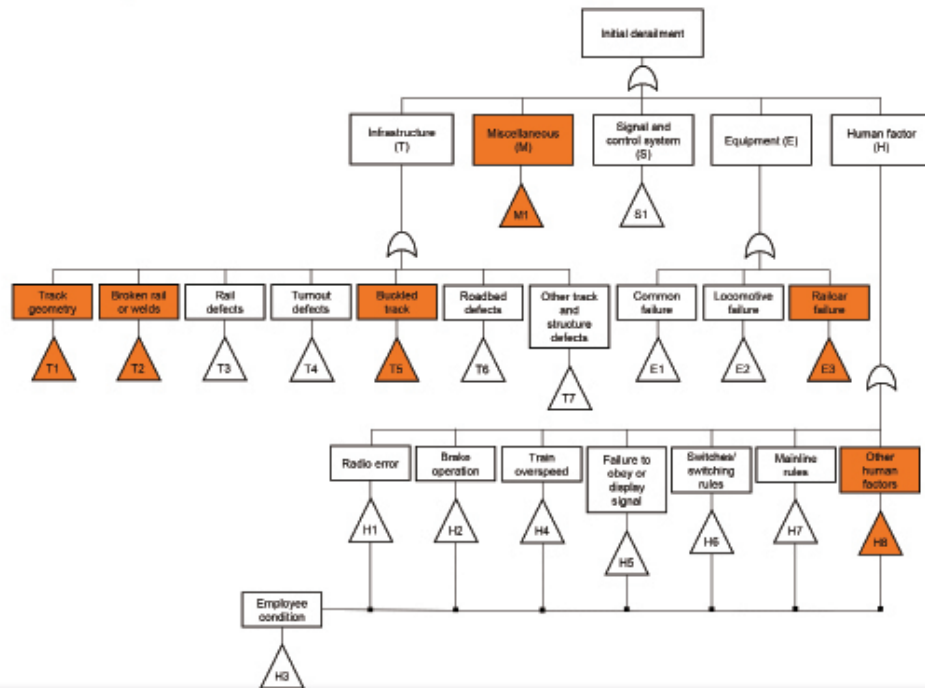 Initial derailment
Infrastructure
(T)
Miscellaneous
(M)
Signal and
control system
(S)
Equipment (E)
Human factor
(H)
M1
S1
Track
geometry
Broken rail
or welds
Rail
defects
Turnout
defects
Buckled
track
Roadbed
defects
Other track
and
structure
defects
Common
failure
Locomotive
failure
Railcar
failure
T1
T2
T3
T4
T5
T6
T7
E1
E2
E3
Radio error
Brake
operation
Train
overspeed
Failure to
obey or
display
signal
Switches/
switching
rules
Mainline
rules
Other
human
factors
H1
H2
H4
H5
H6
H7
H8
Employee
condition
H3